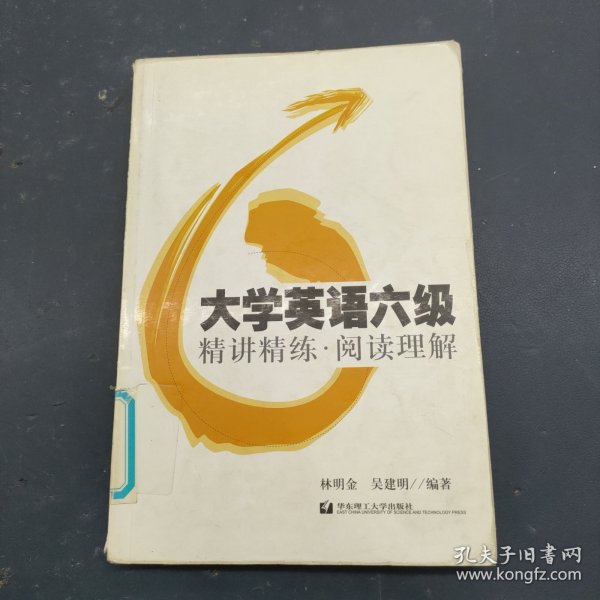 大学英语六级
精讲精练·阅读理解
林明金 吴建明//编著
华东理工大学出版社
EAST CHINA UNIVERSITY OF SCIENCE AND TECHNOLOGY PRESS
孔夫子旧书网
www.kongfz.com